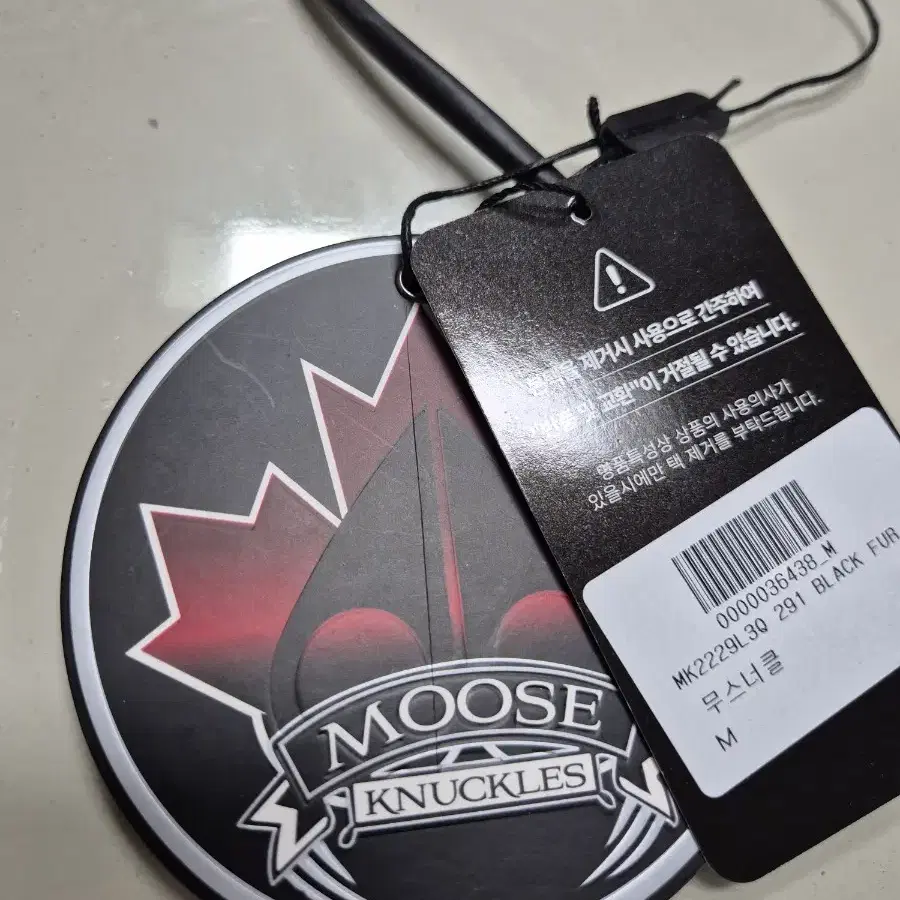 MOOSE
KNUCKLES
제거시 사용으로 간주하여
및 교환"이 거절될 수 있습니다.
명품특성상 상품의 사용의사가
있을시에만 택 제거를 부탁드립니다.
0000036438_M
MK2229L3Q 291 BLACK FUR
무스너클
M